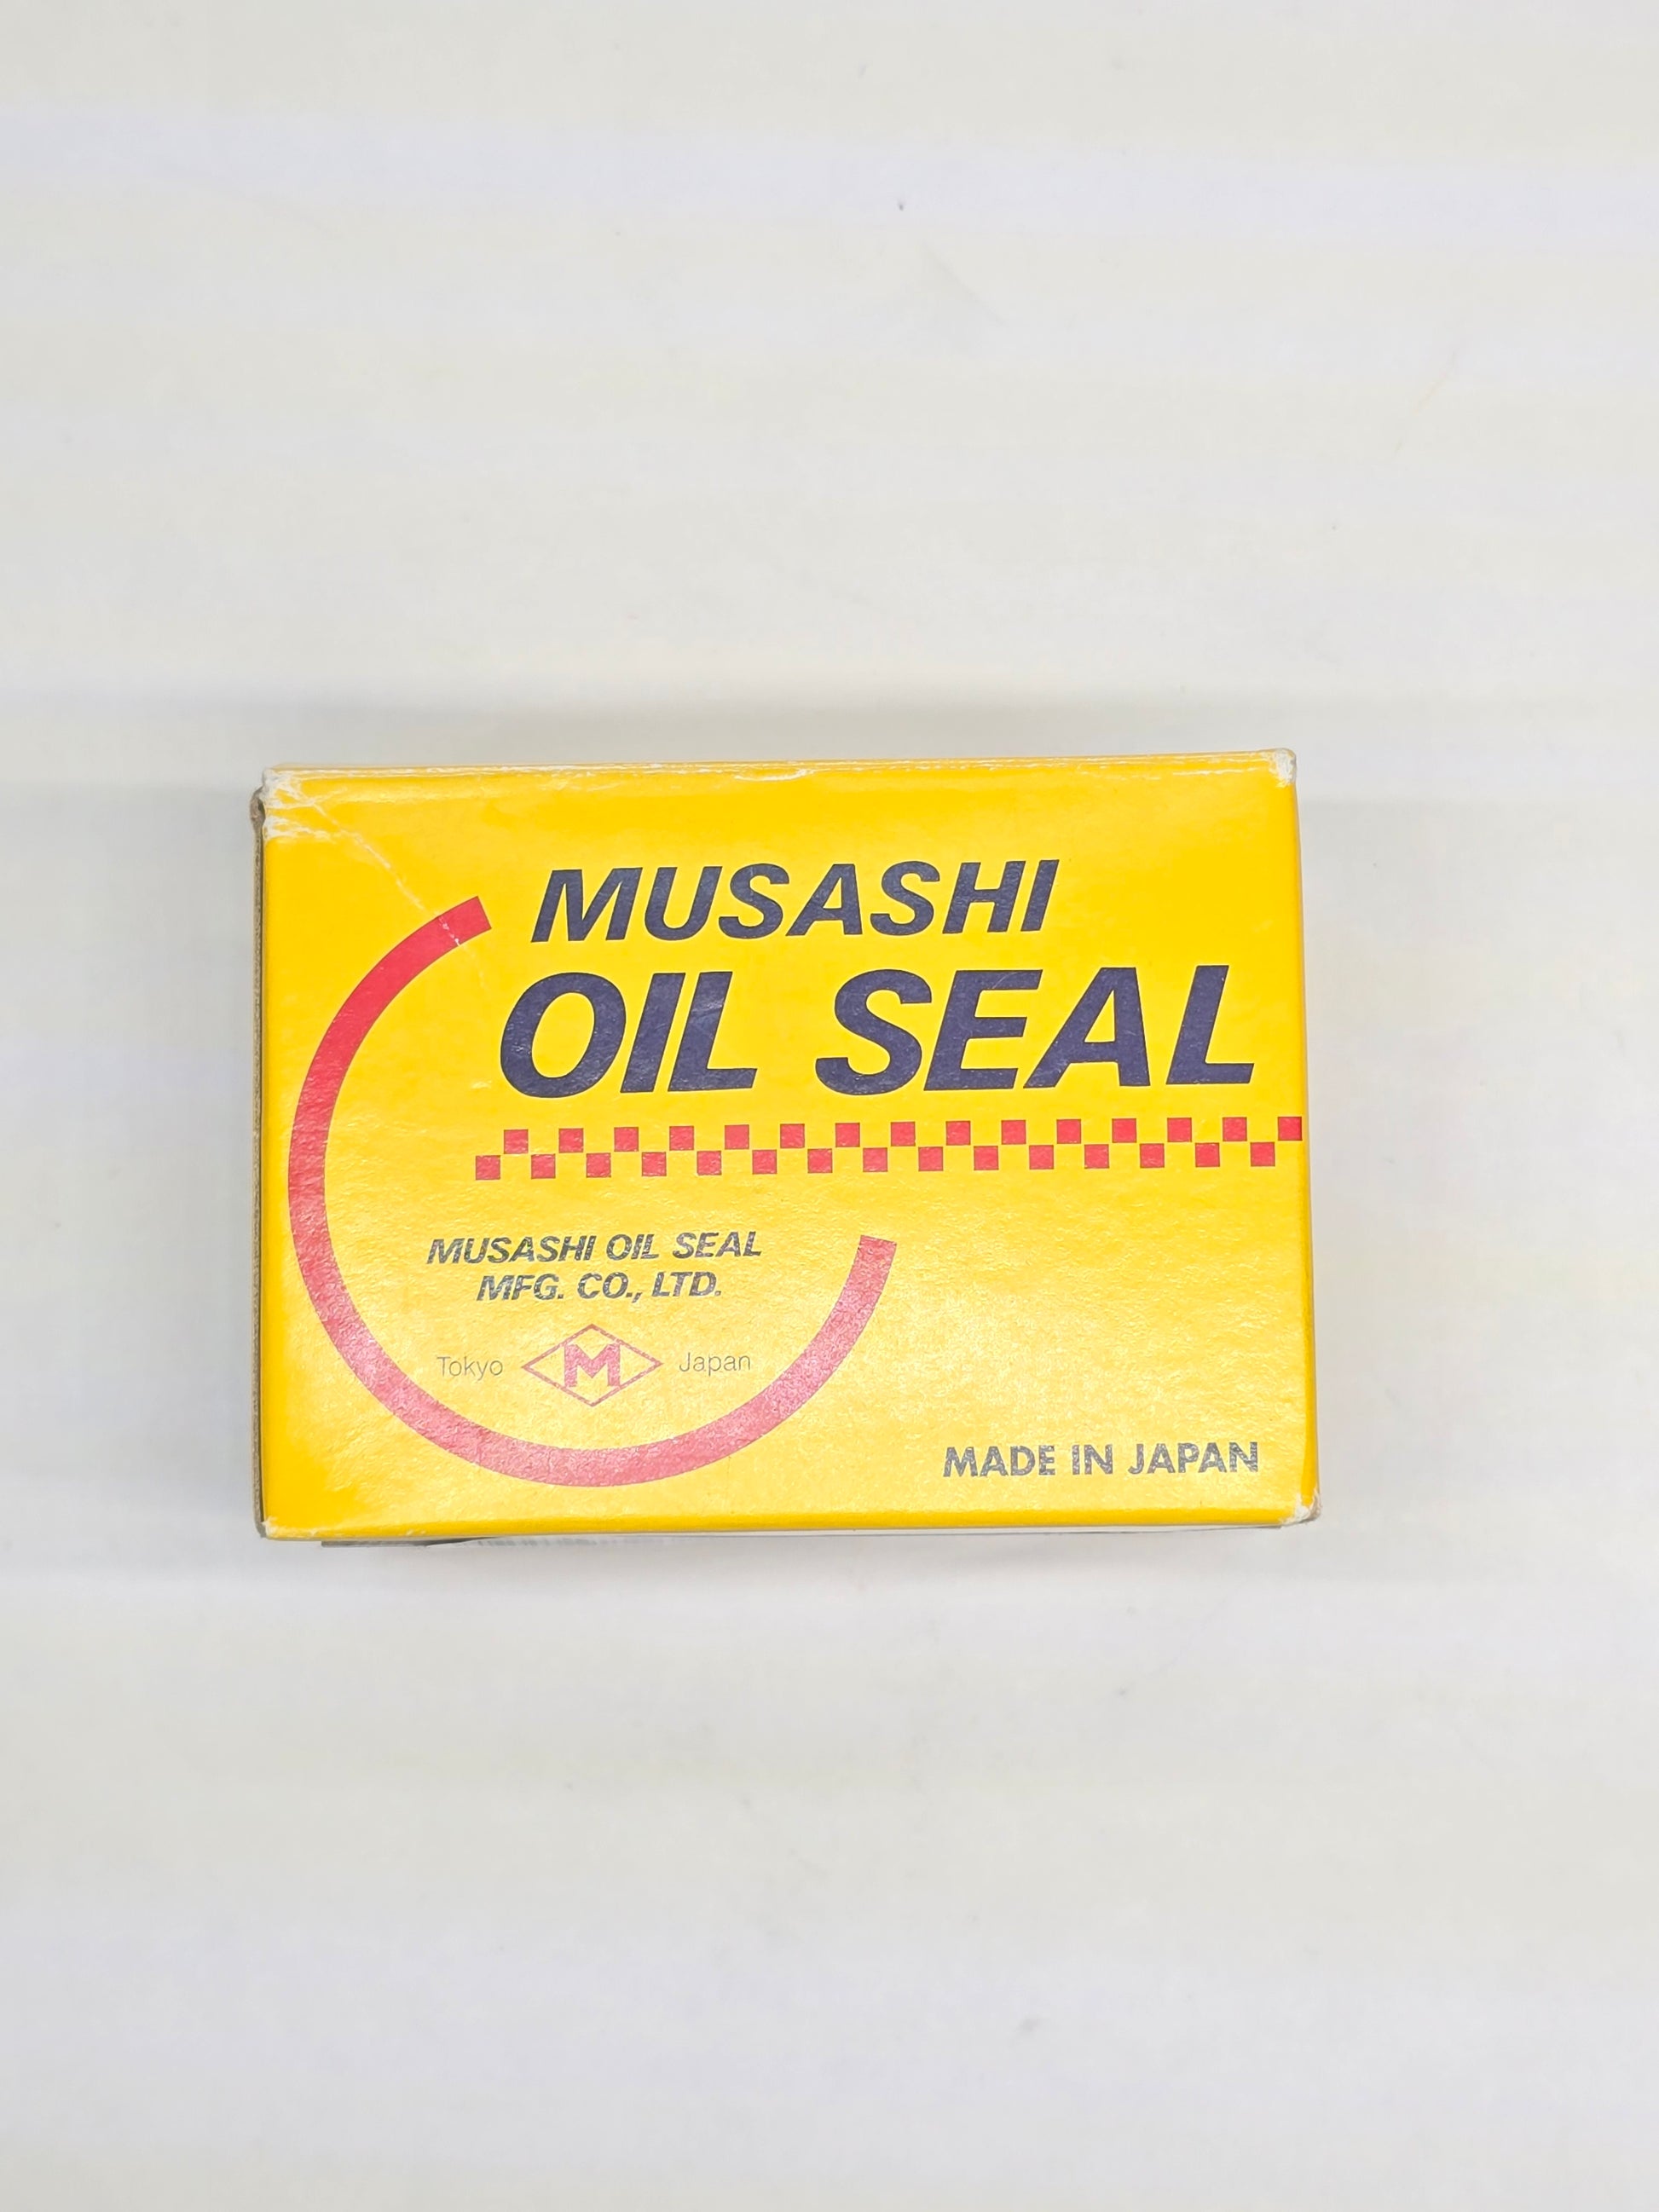 MUSASHI
OIL SEAL
MUSASHI OIL SEAL
MFG. CO., LTD.
Tokyo M Japan
MADE IN JAPAN